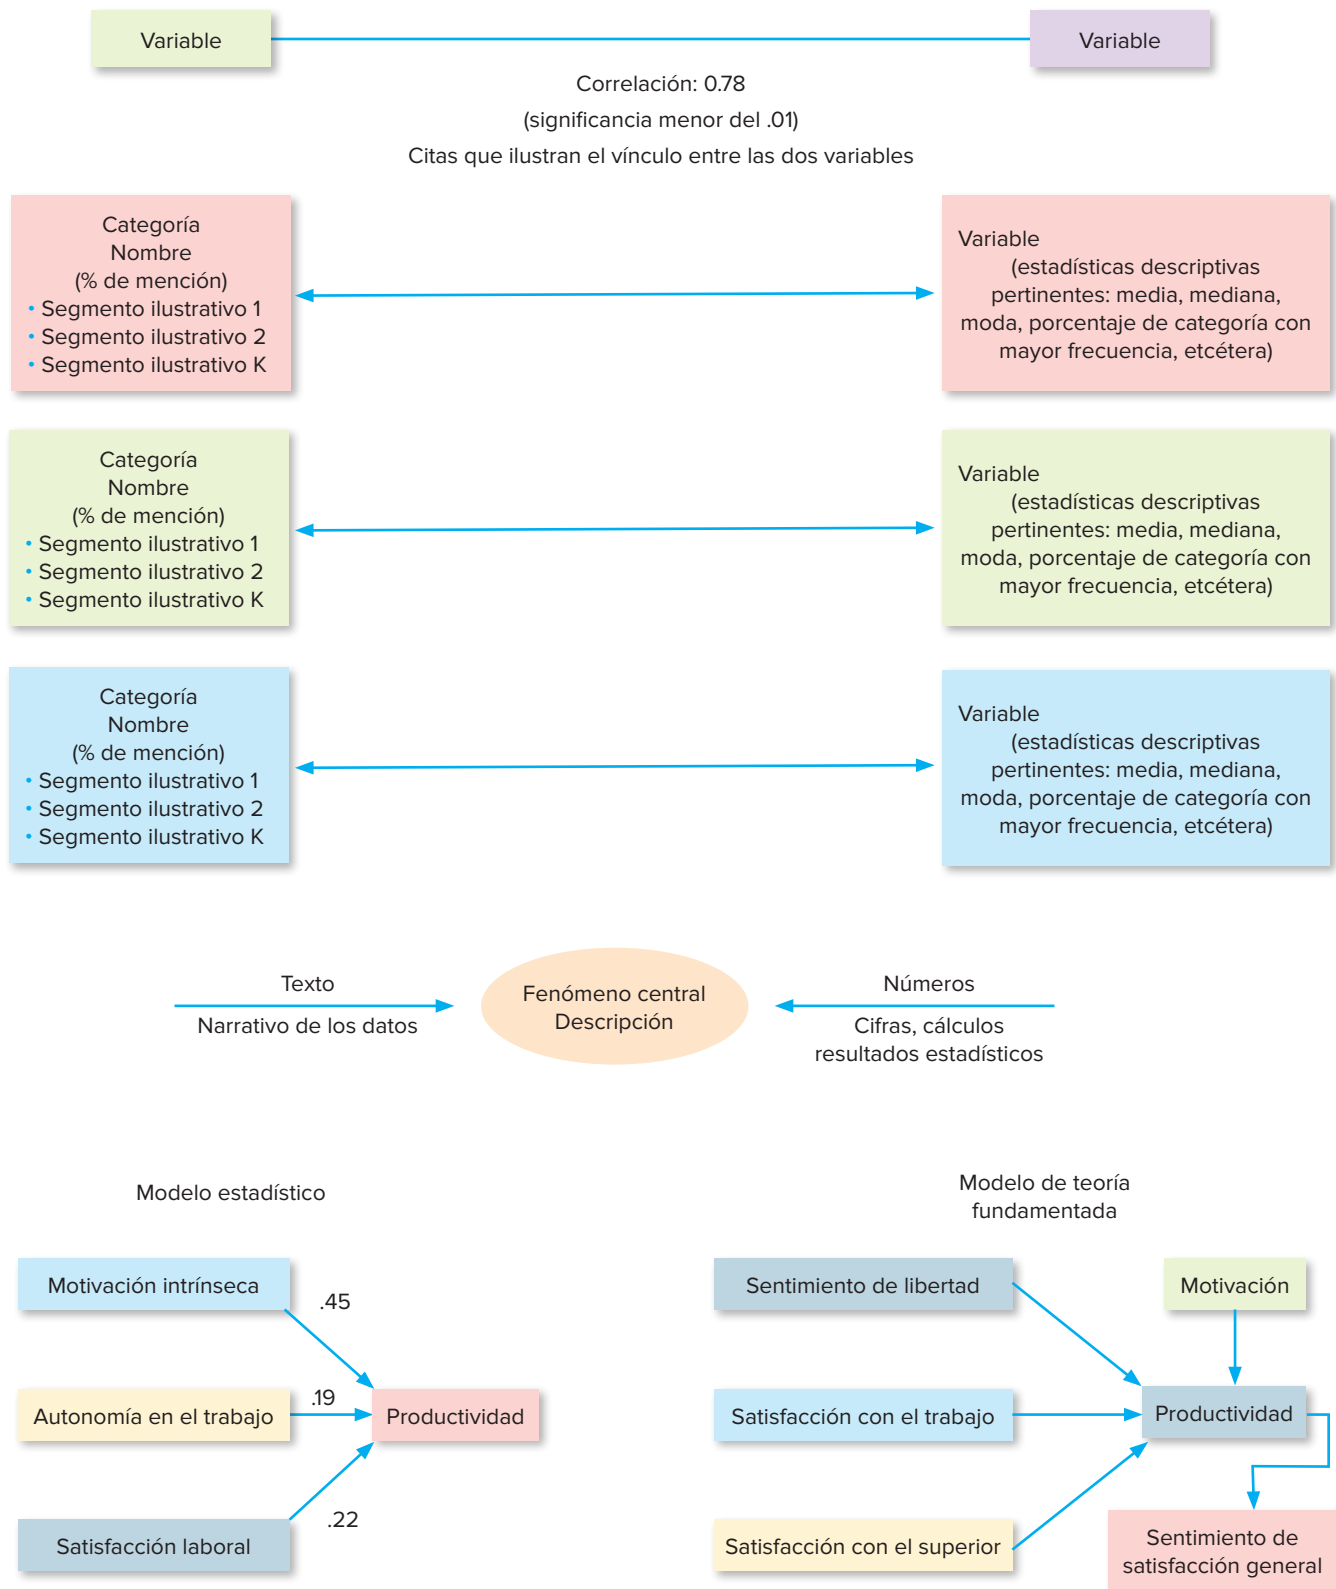 Variable
Variable
Correlación: 0.78
(significancia menor del .01)
Citas que ilustran el vínculo entre las dos variables
Categoría
Nombre
(% de mención)
• Segmento ilustrativo 1
• Segmento ilustrativo 2
• Segmento ilustrativo K
Variable
(estadísticas descriptivas
pertinentes: media, mediana,
moda, porcentaje de categoría con
mayor frecuencia, etcétera)
Categoría
Nombre
(% de mención)
• Segmento ilustrativo 1
• Segmento ilustrativo 2
• Segmento ilustrativo K
Variable
(estadísticas descriptivas
pertinentes: media, mediana,
moda, porcentaje de categoría con
mayor frecuencia, etcétera)
Categoría
Nombre
(% de mención)
• Segmento ilustrativo 1
• Segmento ilustrativo 2
• Segmento ilustrativo K
Variable
(estadísticas descriptivas
pertinentes: media, mediana,
moda, porcentaje de categoría con
mayor frecuencia, etcétera)
Texto
Narrativo de los datos
Fenómeno central
Descripción
Números
Cifras, cálculos
resultados estadísticos
Modelo estadístico
Motivación intrínseca
.45
Autonomía en el trabajo
.19
Productividad
Satisfacción laboral
.22
Modelo de teoría
fundamentada
Sentimiento de libertad
Motivación
Satisfacción con el trabajo
Productividad
Satisfacción con el superior
Sentimiento de
satisfacción general